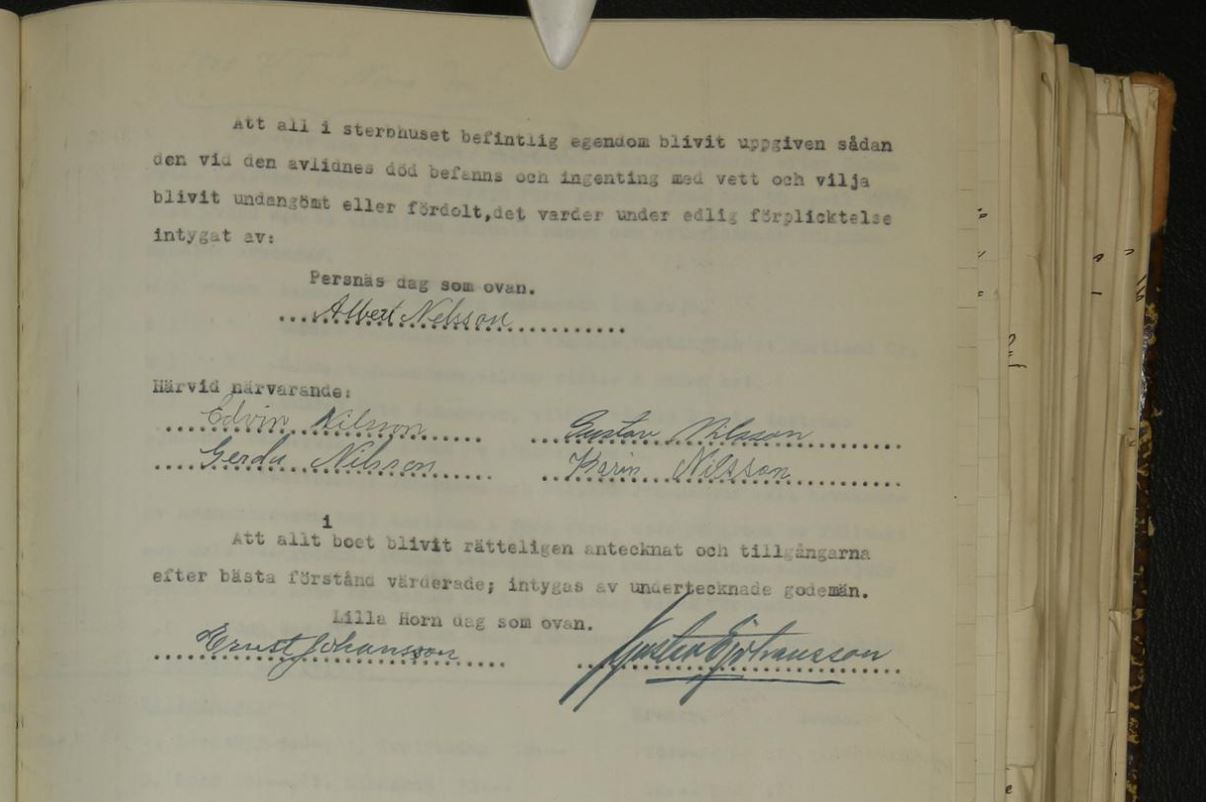 Att all i sterbhuset befintlig egendom blivit uppgiven sådan
den vid den avlidnes död befanns och ingenting med vett och vilja
blivit undangömt eller fördolt,det varder under edlig förplicktelse
intygat av:
Persnäs dag som ovan.
Albert Nelsson
Härvid närvarande:
Edvin Nilsson Gustav Nilsson
Gerda Nilsson Karin Nilsson
i
Att allt boet blivit rätteligen antecknat och tillgångarna
efter bästa förstånd värderade; intygas av undertecknade godemän.
Lilla Horn dag som ovan.
Ernst Johansson